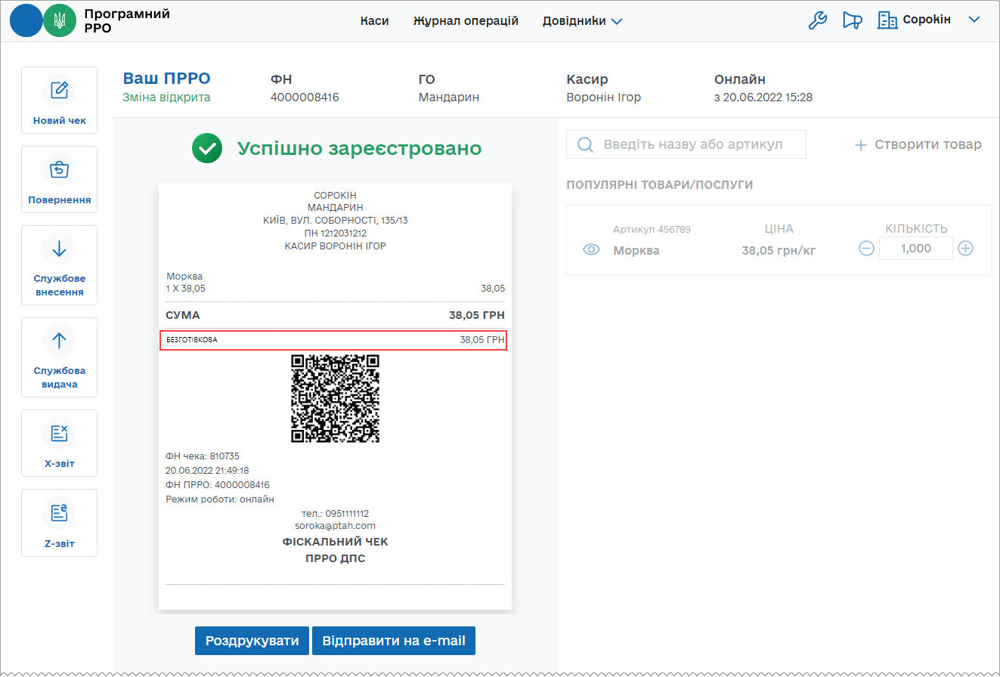 Програмний
РРО
Каси
Журнал операцій
Довідники
Сорокін
Новий чек
Повернення
Службове
внесення
Службова
видача
X-звіт
Z-звіт
Ваш ПРРО
Зміна відкрита
ФН
4000008416
ГО
Мандарин
Касир
Воронін Ігор
Онлайн
з 20.06.2022 15:28
Успішно зареєстровано
СОРОКІН
МАНДАРИН
КИЇВ, ВУЛ. СОБОРНОСТІ, 135/13
ПН 1212031212
КАСИР ВОРОНІН ІГОР
Морква
1 X 38,05 38,05
СУМА 38,05 ГРН
БЕЗГОТІВКОВА 38,05 ГРН
ФН чека: 810735
20.06.2022 21:49:18
ФН ПРРО: 4000008416
Режим роботи: онлайн
тел.: 0951111112
soroka@ptah.com
ФІСКАЛЬНИЙ ЧЕК
ПРРО ДПС
Роздрукувати
Відправити на e-mail
Введіть назву або артикул
Створити товар
ПОПУЛЯРНІ ТОВАРИ/ПОСЛУГИ
Артикул 456789
Морква
ЦІНА
38,05 грн/кг
КІЛЬКІСТЬ
1,000